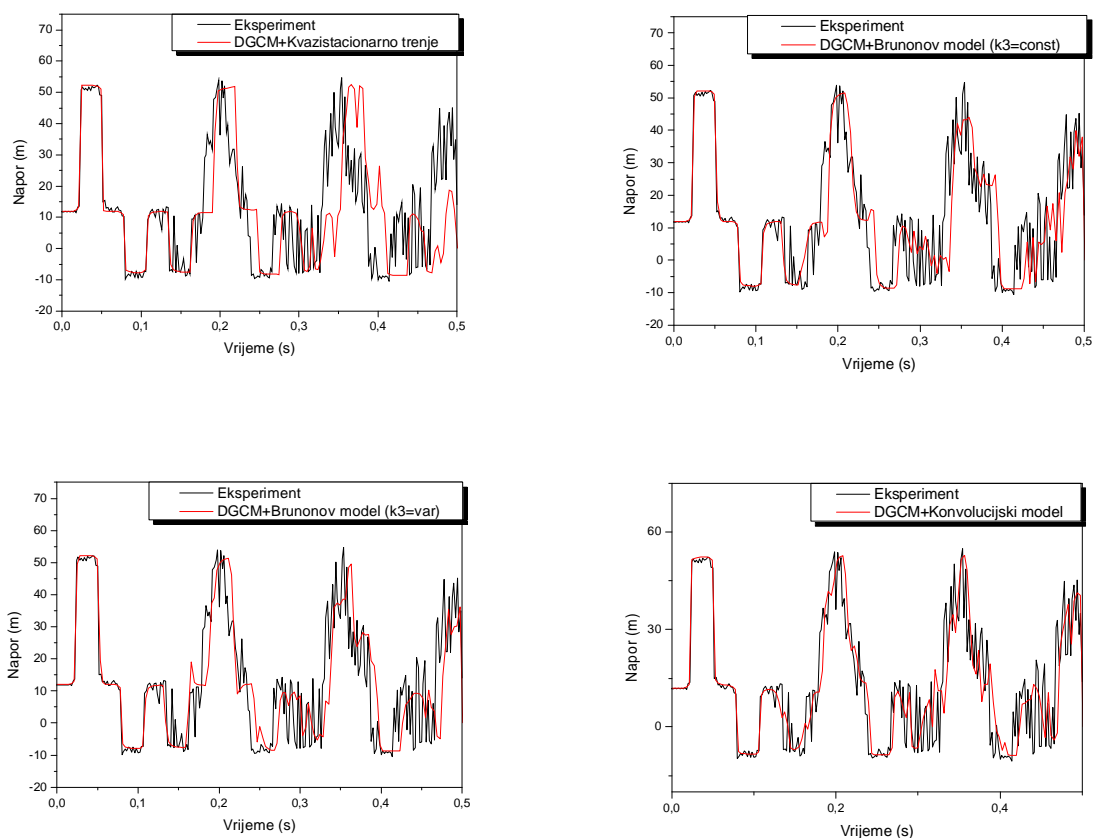 Eksperiment
DGCM+Kvazistacionarno trenje
70
60
50
40
30
20
10
0
-10
-20
Napor (m)
0,0 0,1 0,2 0,3 0,4 0,5
Vrijeme (s)
Eksperiment
DGCM+Brunonov model (k3=const)
70
60
50
40
30
20
10
0
-10
-20
Napor (m)
0,0 0,1 0,2 0,3 0,4 0,5
Vrijeme (s)
Eksperiment
DGCM+Brunonov model (k3=var)
70
60
50
40
30
20
10
0
-10
-20
Napor (m)
0,0 0,1 0,2 0,3 0,4 0,5
Vrijeme (s)
Eksperiment
DGCM+Konvolucijski model
60
30
0
Napor (m)
0,0 0,2 0,4
Vrijeme (s)